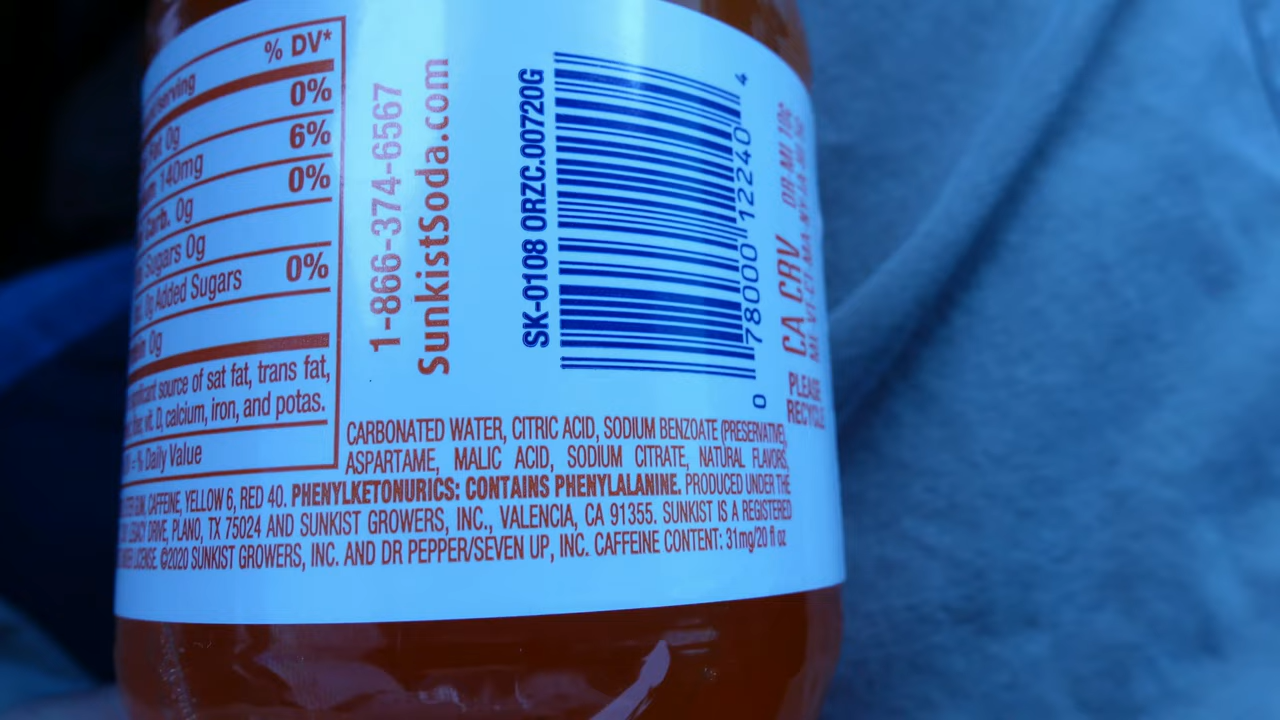 % DV*
serving
0%
Fat 0g
6%
140mg
0%
Carb. 0g
Sugars 0g
0g Added Sugars 0%
0g
source of sat fat, trans fat,
vit. D, calcium, iron, and potas.
% Daily Value
1-866-374-6567
SunkistSoda.com
SK-0108 ORZC.00720G
0 78000 12240 4
CA CRV
PLEASE
RECYCLE
CARBONATED WATER, CITRIC ACID, SODIUM BENZOATE (PRESERVATIVE),
ASPARTAME, MALIC ACID, SODIUM CITRATE, NATURAL FLAVORS,
GUM, CAFFEINE, YELLOW 6, RED 40. PHENYLKETONURICS: CONTAINS PHENYLALANINE. PRODUCED UNDER THE
LEGACY DRIVE, PLANO, TX 75024 AND SUNKIST GROWERS, INC., VALENCIA, CA 91355. SUNKIST IS A REGISTERED
LICENSE. ©2020 SUNKIST GROWERS, INC. AND DR PEPPER/SEVEN UP, INC. CAFFEINE CONTENT: 31mg/20 fl oz